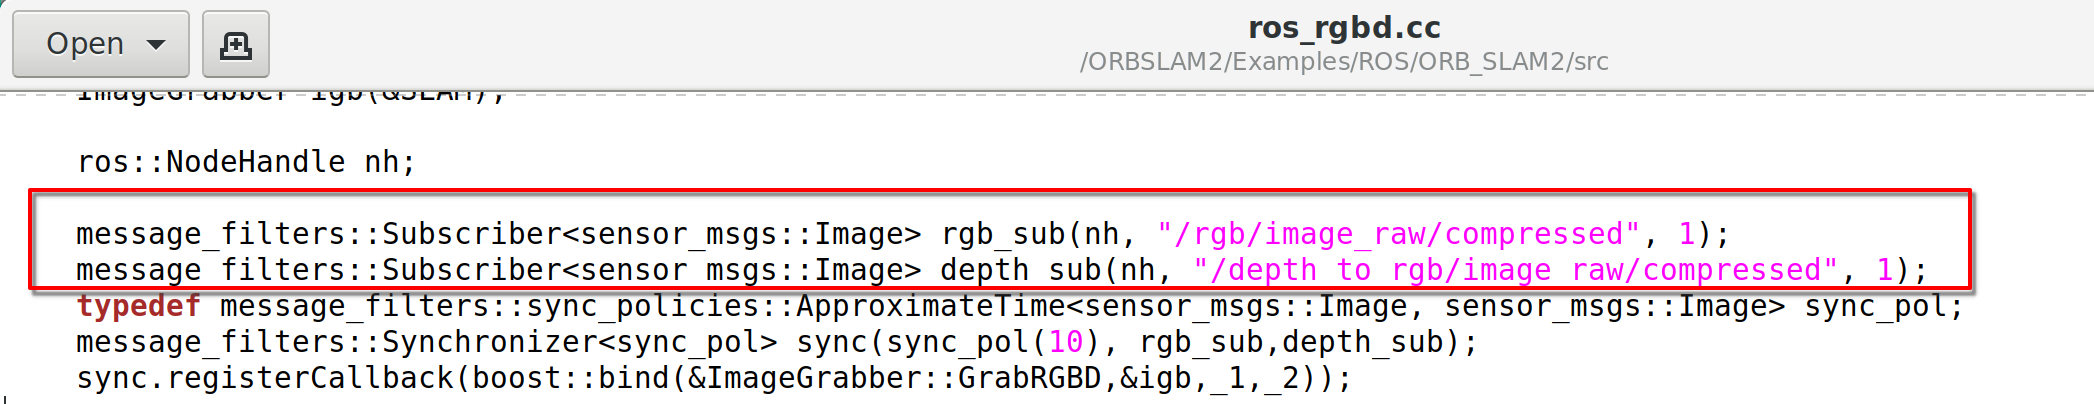 Open
ros_rgbd.cc
/ORBSLAM2/Examples/ROS/ORB_SLAM2/src
ImageGrabber igb(&SLAM);
ros::NodeHandle nh;
message_filters::Subscriber<sensor_msgs::Image> rgb_sub(nh, "/rgb/image_raw/compressed", 1);
message_filters::Subscriber<sensor_msgs::Image> depth_sub(nh, "/depth_to_rgb/image_raw/compressed", 1);
typedef message_filters::sync_policies::ApproximateTime<sensor_msgs::Image, sensor_msgs::Image> sync_pol;
message_filters::Synchronizer<sync_pol> sync(sync_pol(10), rgb_sub,depth_sub);
sync.registerCallback(boost::bind(&ImageGrabber::GrabRGBD,&igb,_1,_2));